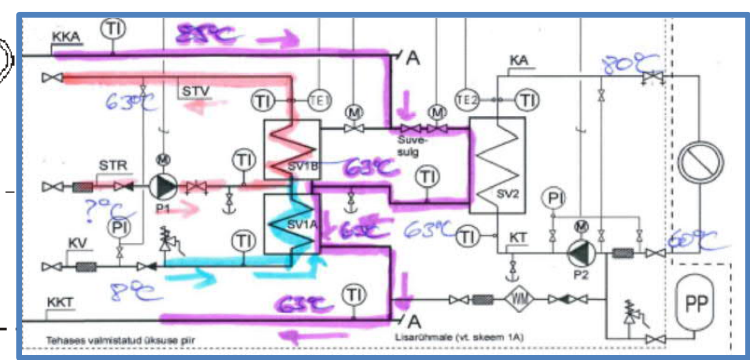 KKA TI 85°C A KA 80°C
STV 63°C TI TE1 M M TE2 TI
Suve-
sulg
STR M TI SV1B 63°C TI SV2
?°C P1 PI
PI SV1A 63°C 63°C TI KT M 60°C
KV TI P2
8°C
KKT 63°C TI A WM PP
Tehases valmistatud üksuse piir Lisarühmale (vt. skeem 1A)